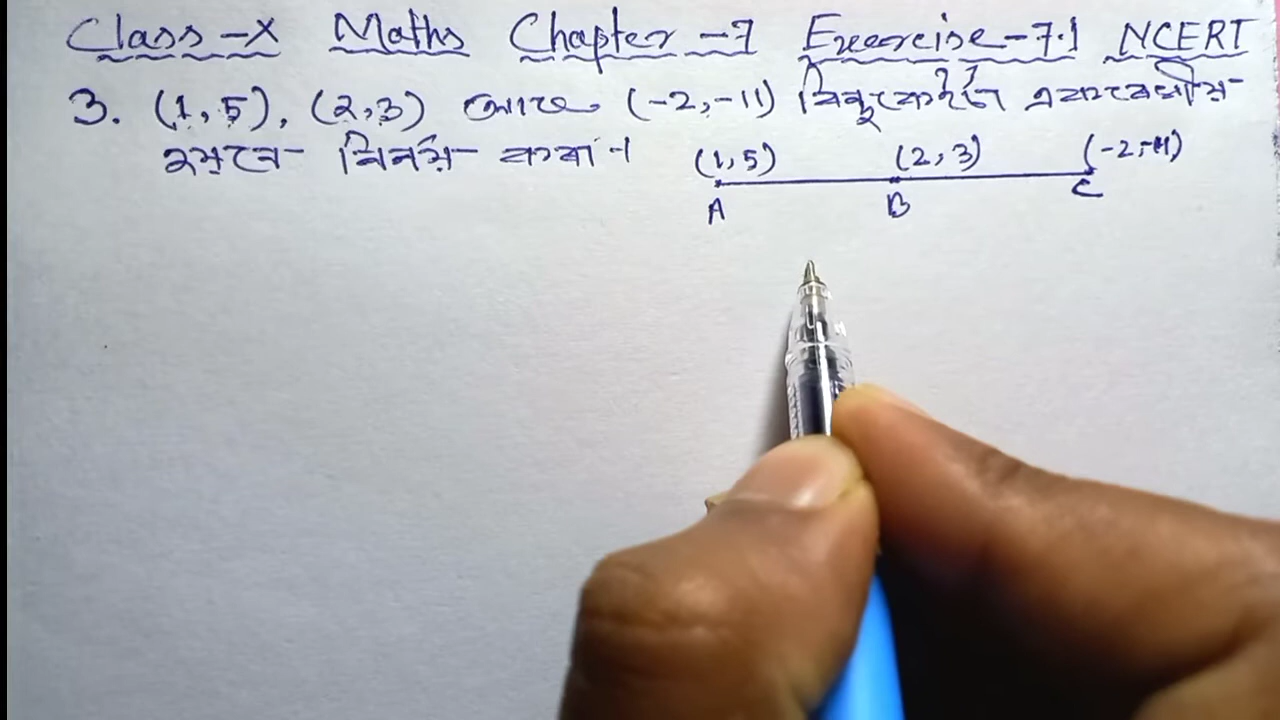 Class-X Maths Chapter-7 Exercise-7.1 NCERT
3. (1,5), (2,3) আৰু (-2,-11) বিন্দুকেইটা একৰেখীয়
হয়নে নিৰ্ণয় কৰা।
(1,5) (2,3) (-2,-11)
A B C